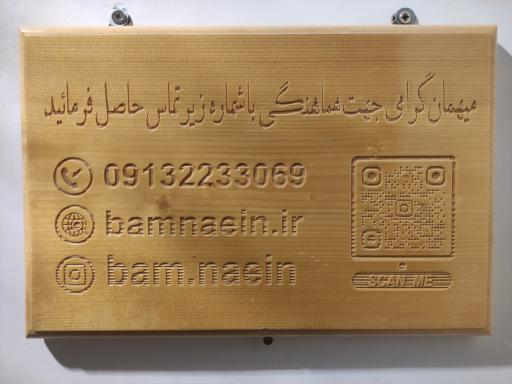 میهمان گرامی جهت هماهنگی با شماره زیر تماس حاصل فرمائید
09132233069
bamnaein.ir
bam.naein
SCAN ME